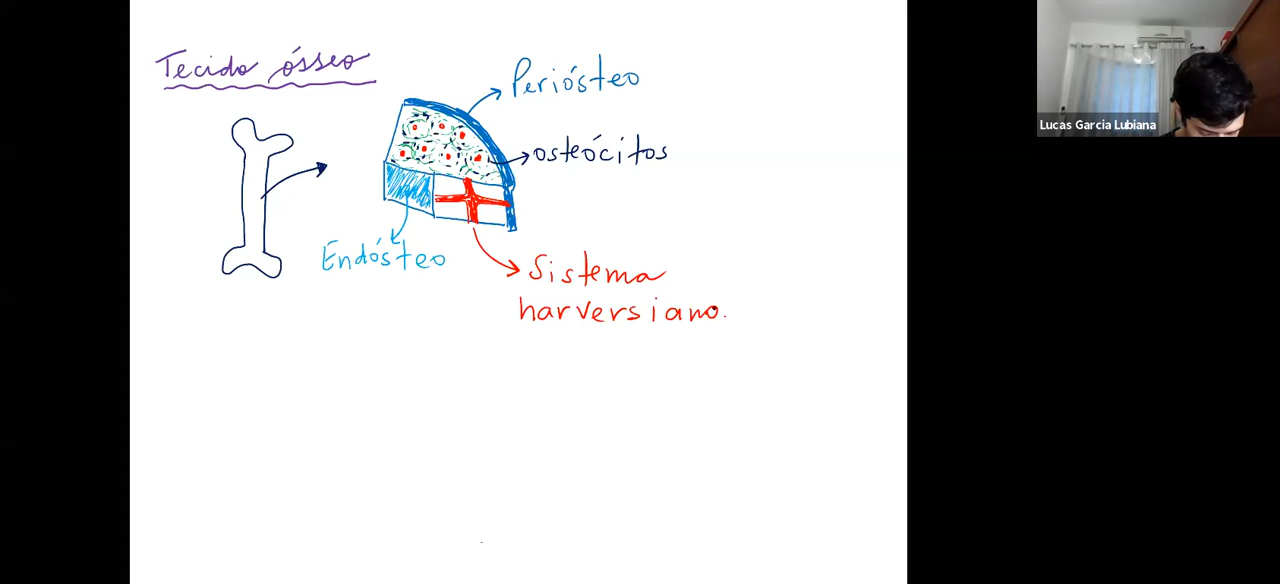 Tecido ósseo
Periósteo
osteócitos
Endósteo
Sistema
harversiano.
Lucas Garcia Lubiana